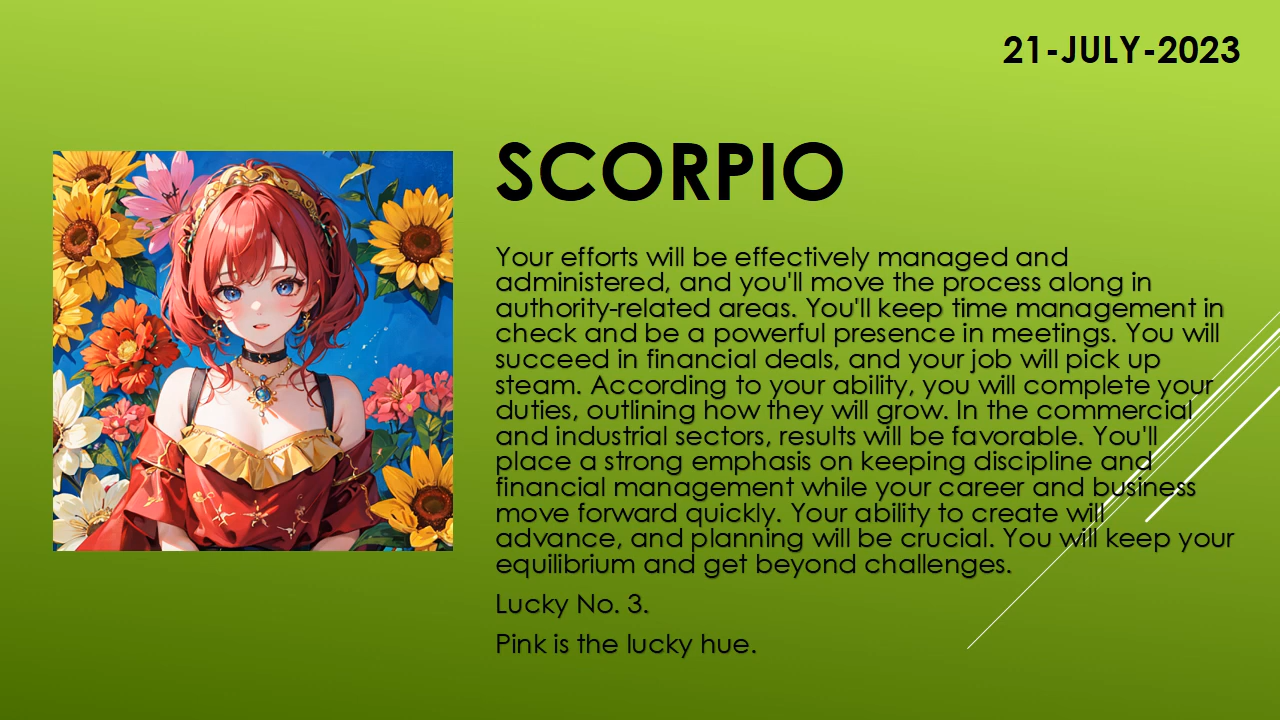 21-JULY-2023
SCORPIO
Your efforts will be effectively managed and
administered, and you'll move the process along in
authority-related areas. You'll keep time management in
check and be a powerful presence in meetings. You will
succeed in financial deals, and your job will pick up
steam. According to your ability, you will complete your
duties, outlining how they will grow. In the commercial
and industrial sectors, results will be favorable. You'll
place a strong emphasis on keeping discipline and
financial management while your career and business
move forward quickly. Your ability to create will
advance, and planning will be crucial. You will keep your
equilibrium and get beyond challenges.
Lucky No. 3.
Pink is the lucky hue.